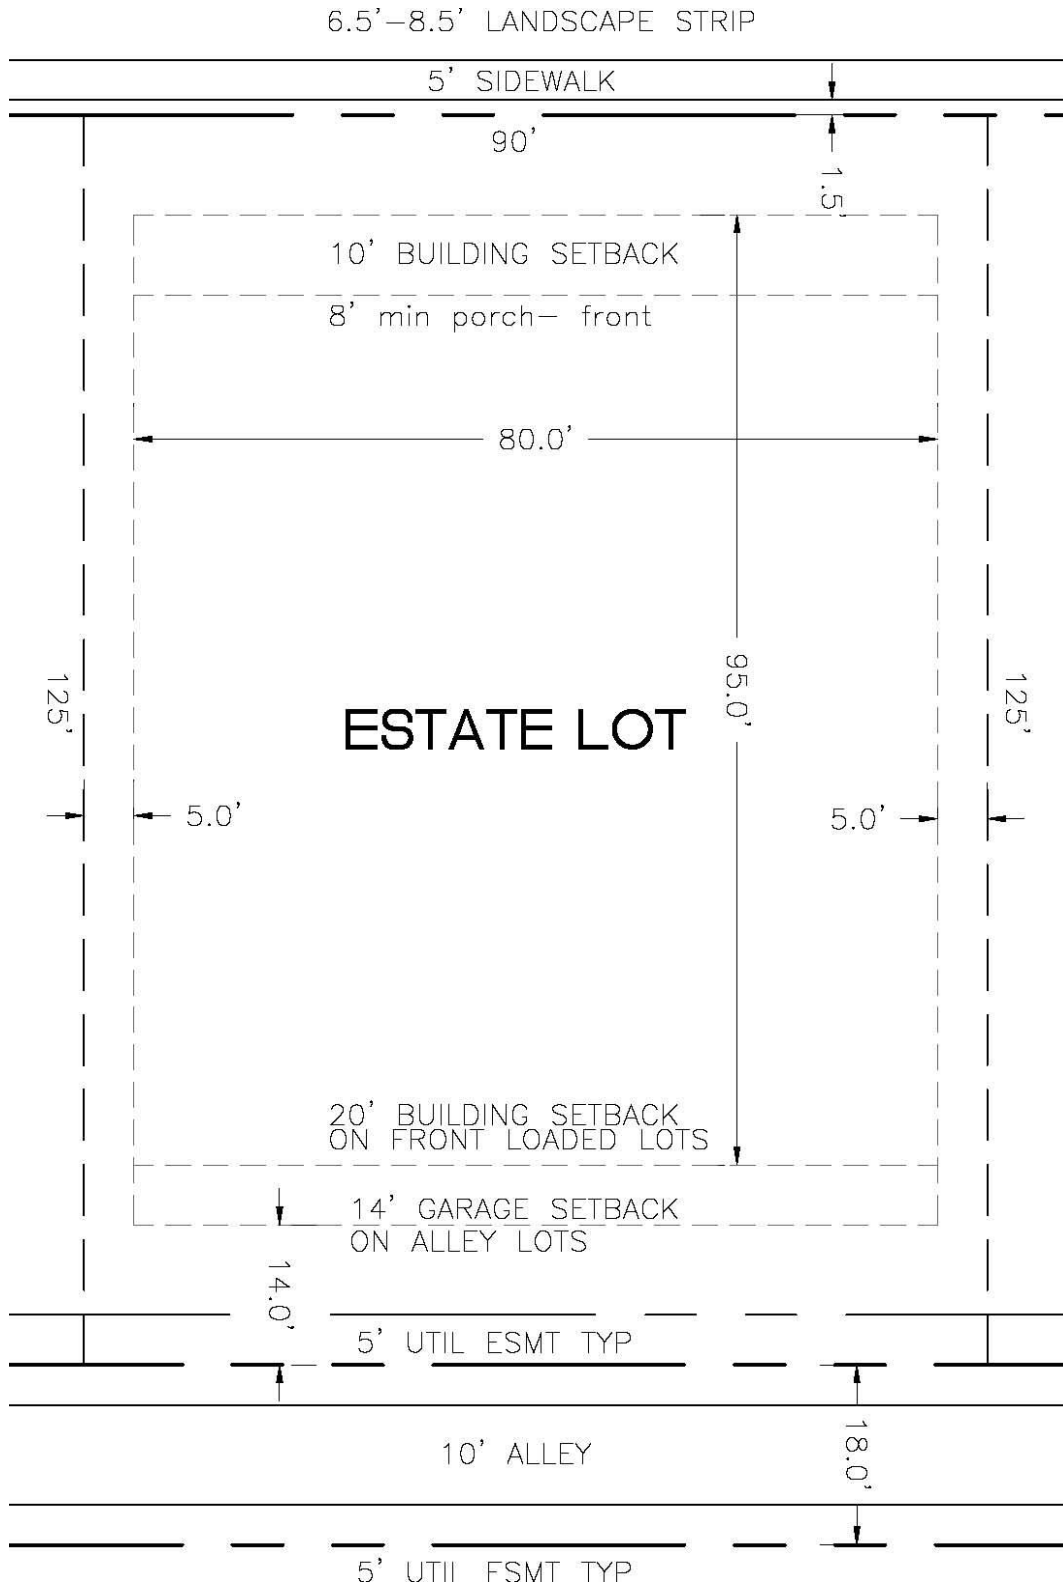 6.5'-8.5' LANDSCAPE STRIP
5' SIDEWALK
90'
1.5'
10' BUILDING SETBACK
8' min porch- front
80.0'
95.0'
125'
125'
ESTATE LOT
5.0'
5.0'
20' BUILDING SETBACK
ON FRONT LOADED LOTS
14' GARAGE SETBACK
ON ALLEY LOTS
14.0'
5' UTIL ESMT TYP
10' ALLEY
18.0'
5' UTIL ESMT TYP